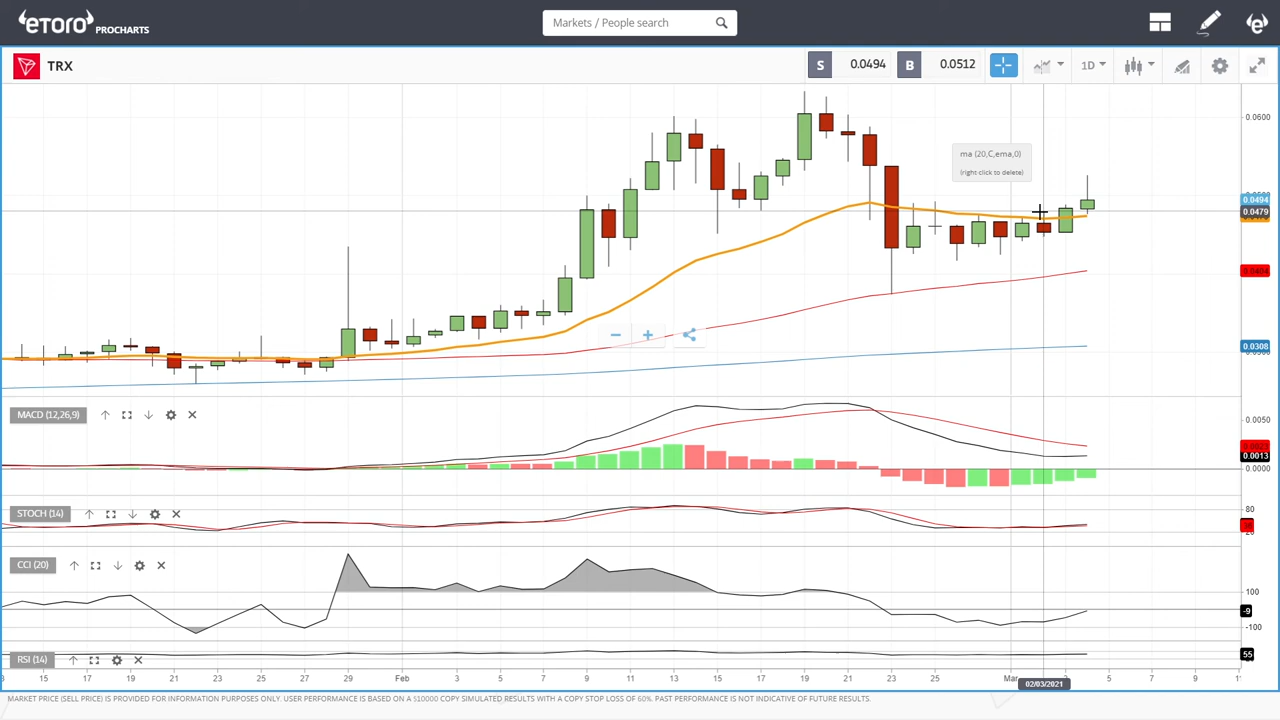 eTORO PROCHARTS
Markets / People search
TRX
S 0.0494 B 0.0512
1D
0.0600
ma (20,C,ema,0)
(right-click to delete)
0.0494
0.0479
0.0404
0.0308
MACD (12,26,9)
0.0050
0.0013
0.0000
STOCH (14)
80
20
CCI (20)
100
-9
-100
RSI (14)
55
13 15 17 19 21 23 25 27 29 Feb 3 5 7 9 11 13 15 17 19 21 23 25 Mar 5 7 9
02/03/2021
MARKET PRICE (SELL PRICE) IS PROVIDED FOR INFORMATION PURPOSES ONLY. USER PERFORMANCE IS BASED ON A $10000 COPY SIMULATED RESULTS WITH A COPY STOP LOSS OF 60%. PAST PERFORMANCE IS NOT INDICATIVE OF FUTURE RESULTS.